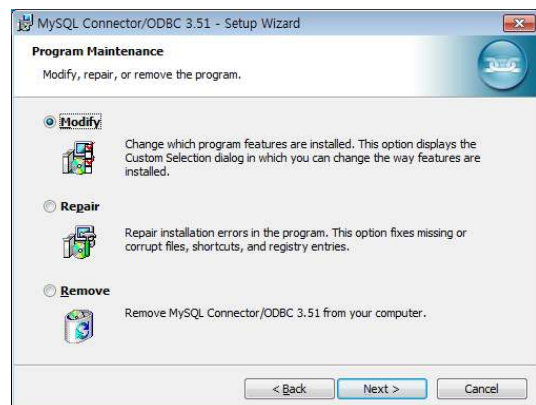 MySQL Connector/ODBC 3.51 - Setup Wizard
Program Maintenance
Modify, repair, or remove the program.
Modify
Change which program features are installed. This option displays the
Custom Selection dialog in which you can change the way features are
installed.
Repair
Repair installation errors in the program. This option fixes missing or
corrupt files, shortcuts, and registry entries.
Remove
Remove MySQL Connector/ODBC 3.51 from your computer.
< Back
Next >
Cancel